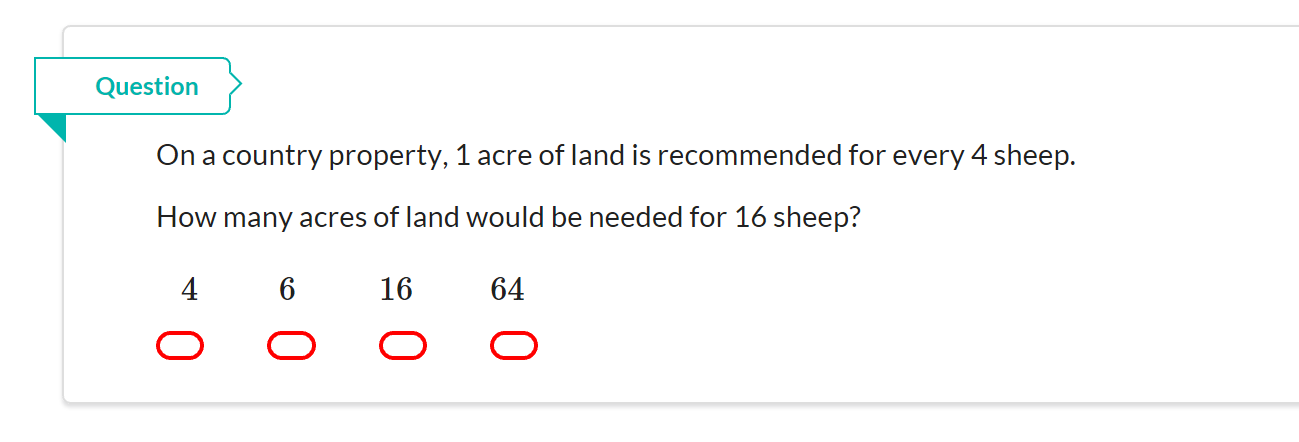 Question
On a country property, 1 acre of land is recommended for every 4 sheep.
How many acres of land would be needed for 16 sheep?
4 6 16 64